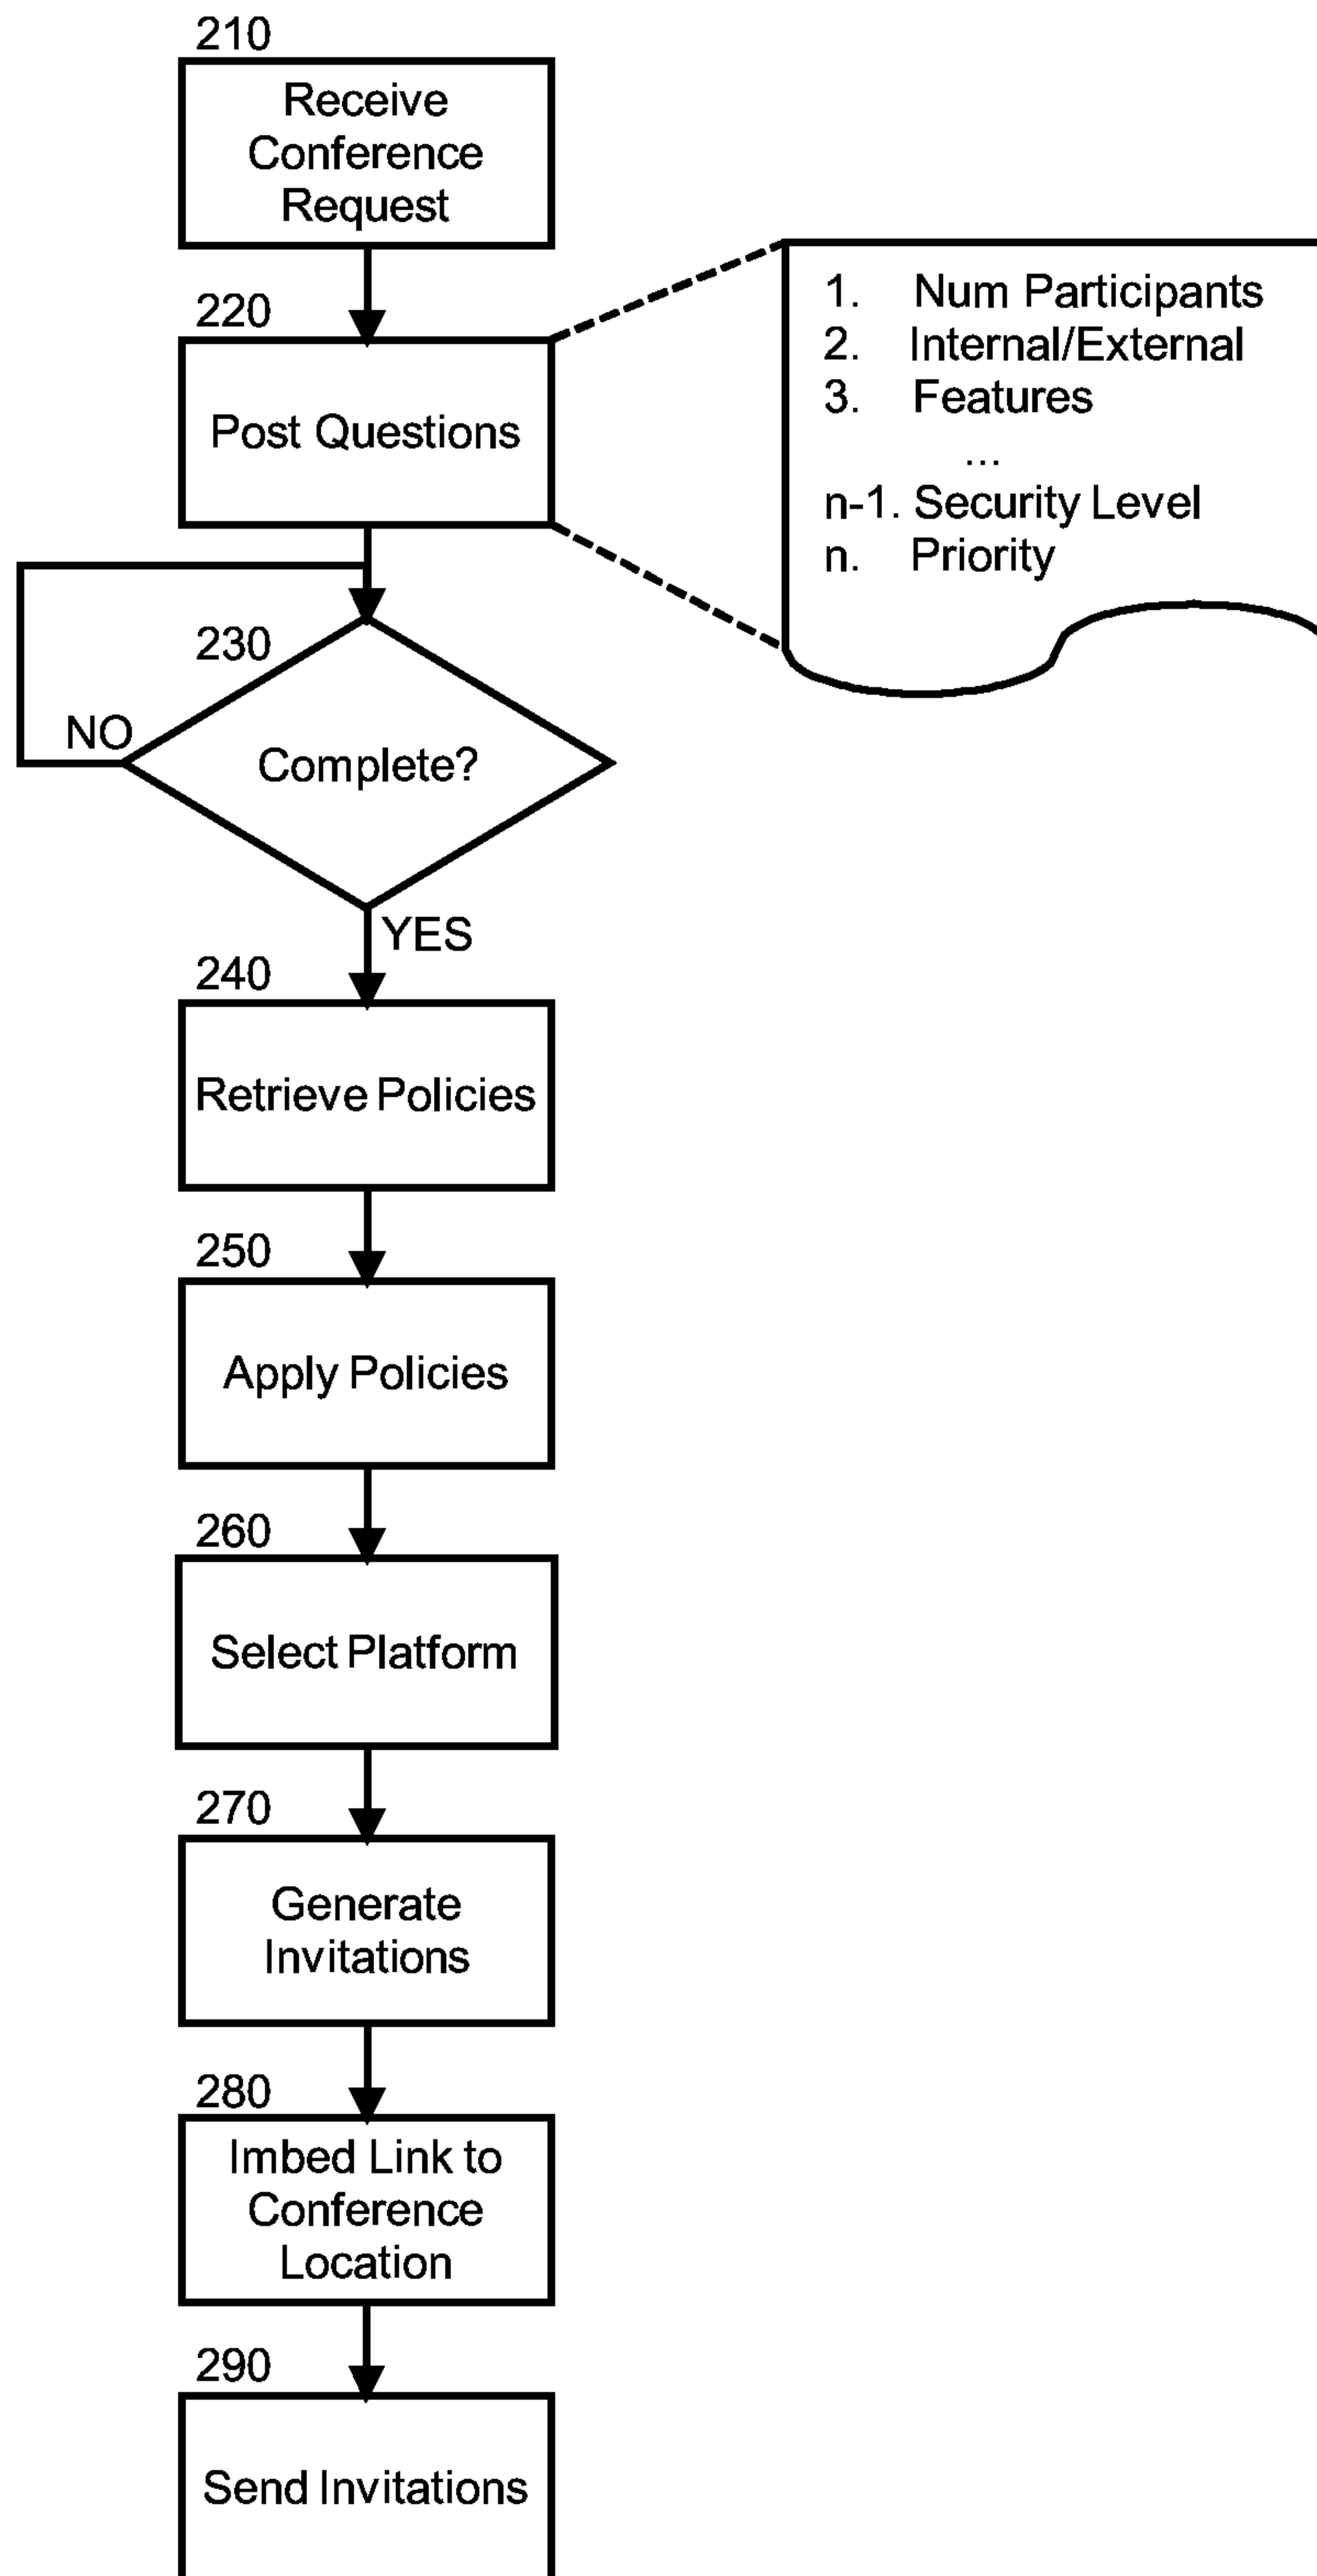 210
Receive
Conference
Request
220
Post Questions
1. Num Participants
2. Internal/External
3. Features
...
n-1. Security Level
n. Priority
230
NO
Complete?
YES
240
Retrieve Policies
250
Apply Policies
260
Select Platform
270
Generate
Invitations
280
Imbed Link to
Conference
Location
290
Send Invitations